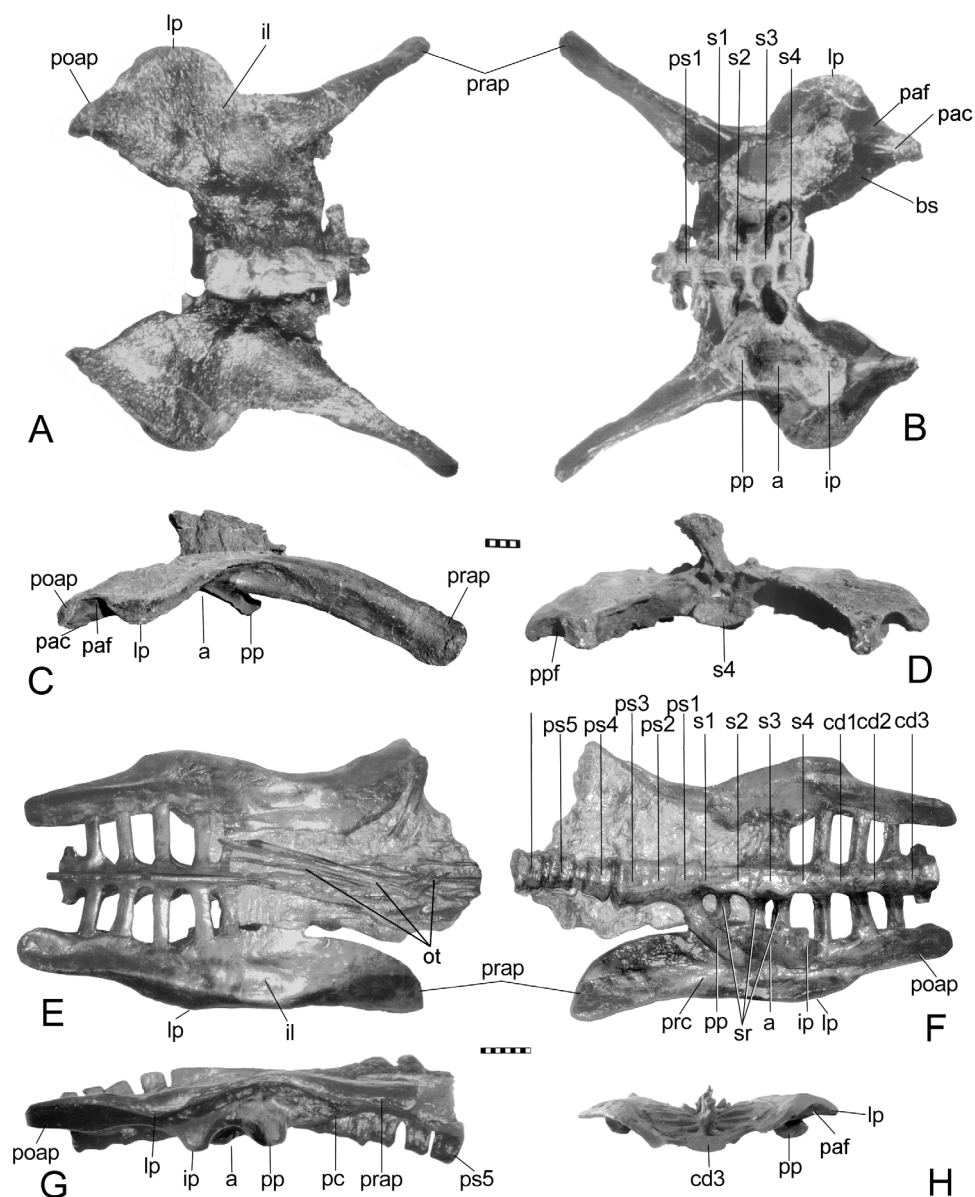 lp
il
poap
prap
A
s3
s1
s2
s4
lp
ps1
paf
pac
bs
pp
a
ip
B
poap
pac
paf
lp
a
pp
prap
C
ppf
s4
D
ot
prap
lp
il
E
ps3
ps1
ps5
ps4
ps2
s1
s2
s3
s4
cd1
cd2
cd3
poap
prc
pp
sr
a
ip
lp
F
poap
lp
ip
a
pp
pc
prap
ps5
G
lp
paf
pp
cd3
H